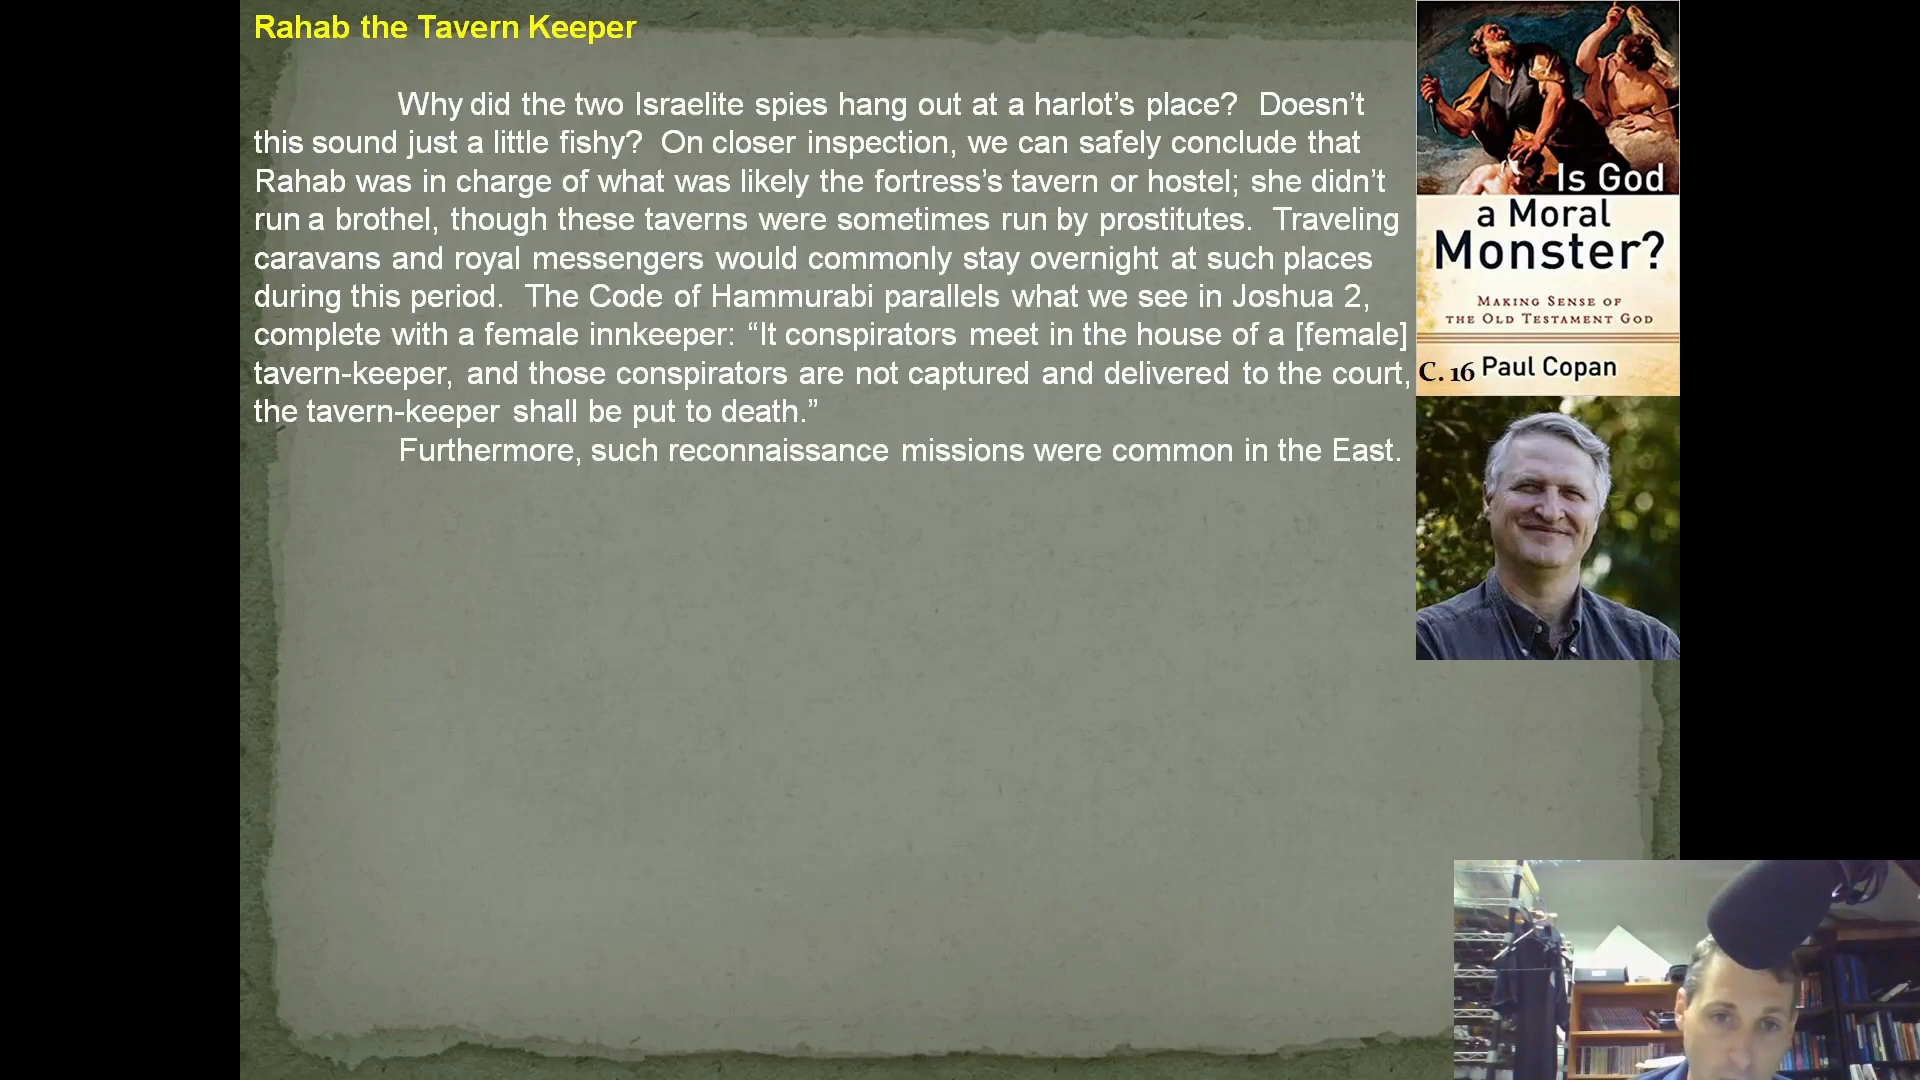 Rahab the Tavern Keeper
Why did the two Israelite spies hang out at a harlot’s place?  Doesn’t
this sound just a little fishy?  On closer inspection, we can safely conclude that
Rahab was in charge of what was likely the fortress’s tavern or hostel; she didn’t
run a brothel, though these taverns were sometimes run by prostitutes.  Traveling
caravans and royal messengers would commonly stay overnight at such places
during this period.  The Code of Hammurabi parallels what we see in Joshua 2,
complete with a female innkeeper: “It conspirators meet in the house of a [female]
tavern-keeper, and those conspirators are not captured and delivered to the court,
the tavern-keeper shall be put to death.”
Furthermore, such reconnaissance missions were common in the East.
Is God
a Moral
Monster?
MAKING SENSE OF
THE OLD TESTAMENT GOD
C. 16 Paul Copan